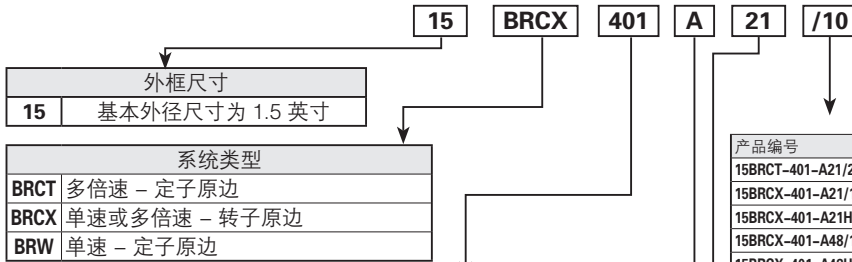 15 BRCX 401 A 21 /10
外框尺寸
15 基本外径尺寸为 1.5 英寸
系统类型
BRCT 多倍速 – 定子原边
BRCX 单速或多倍速 – 转子原边
BRW 单速 – 定子原边
产品编号
15BRCT–401–A21/2
15BRCX–401–A21/1
15BRCX–401–A21H
15BRCX–401–A48/1